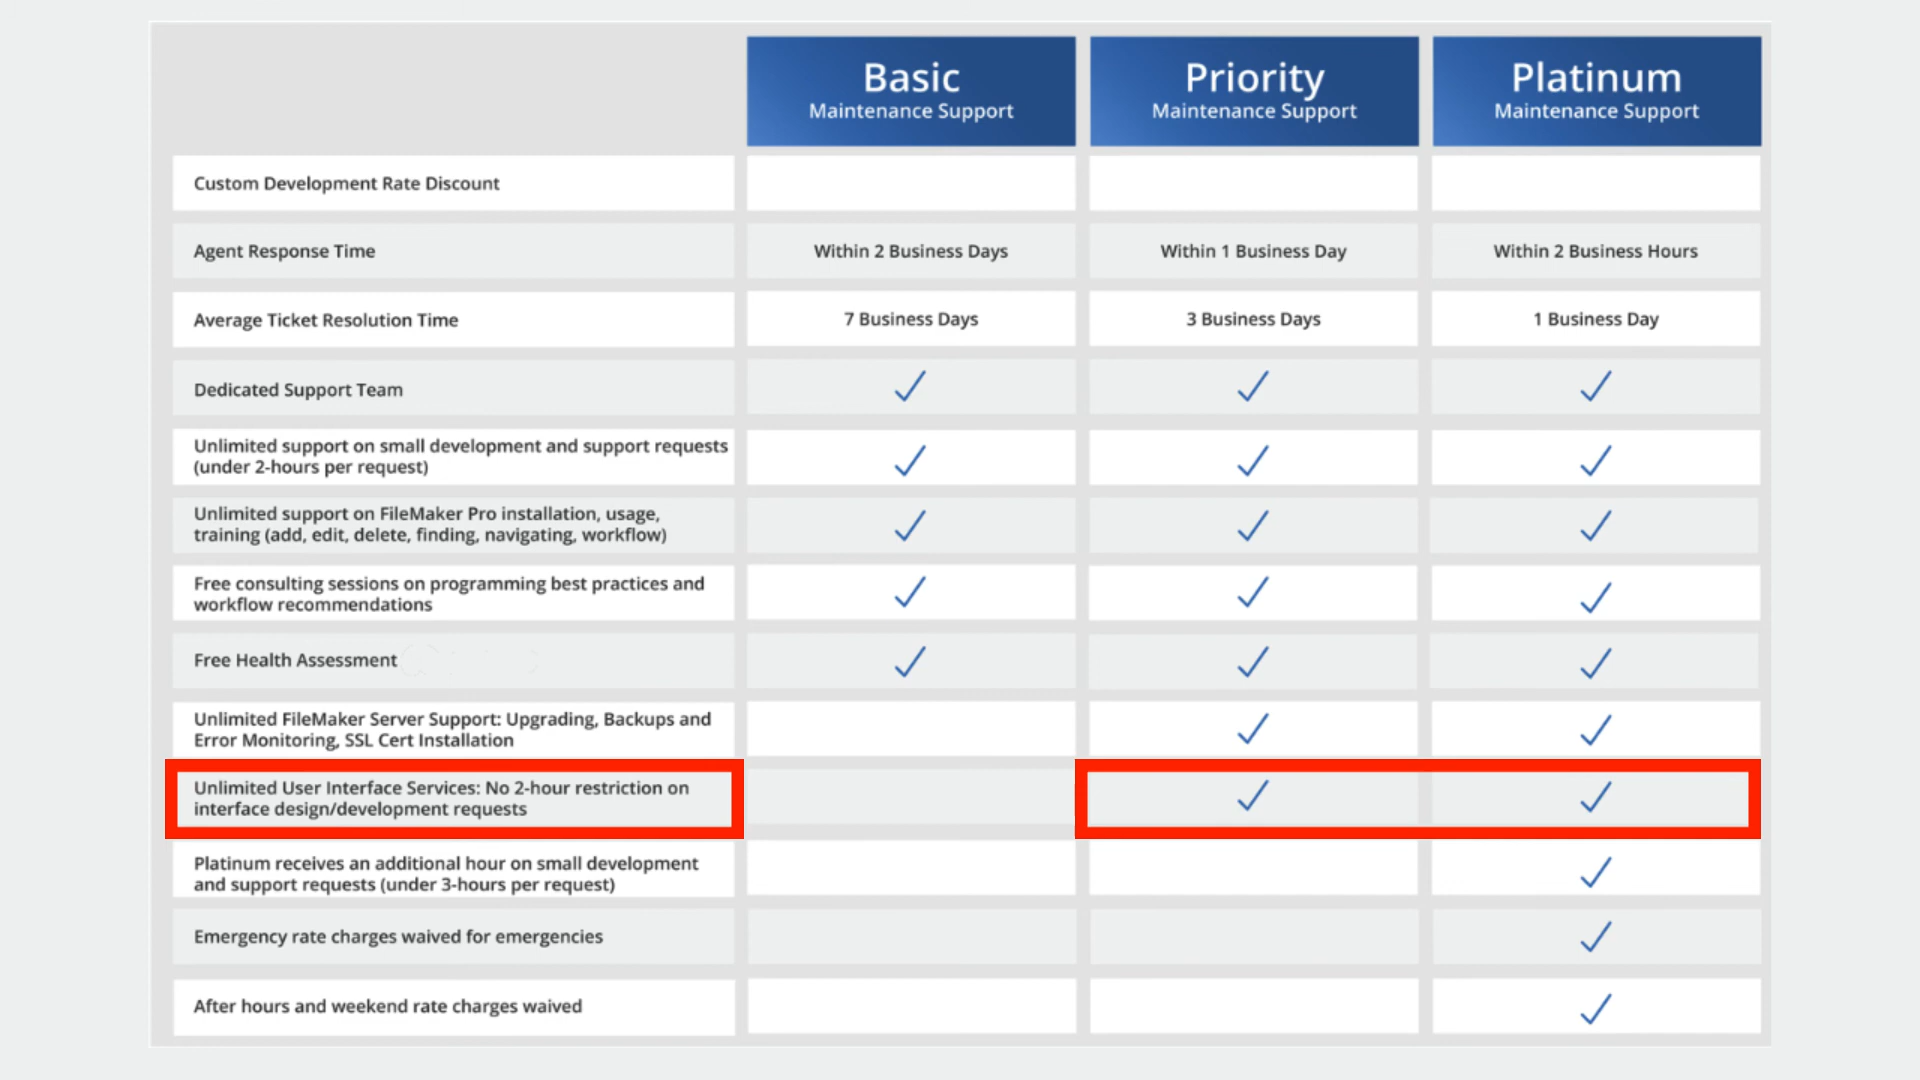 Basic
Maintenance Support
Priority
Maintenance Support
Platinum
Maintenance Support
Custom Development Rate Discount
Agent Response Time
Within 2 Business Days
Within 1 Business Day
Within 2 Business Hours
Average Ticket Resolution Time
7 Business Days
3 Business Days
1 Business Day
Dedicated Support Team
Unlimited support on small development and support requests
(under 2-hours per request)
Unlimited support on FileMaker Pro installation, usage,
training (add, edit, delete, finding, navigating, workflow)
Free consulting sessions on programming best practices and
workflow recommendations
Free Health Assessment
Unlimited FileMaker Server Support: Upgrading, Backups and
Error Monitoring, SSL Cert Installation
Unlimited User Interface Services: No 2-hour restriction on
interface design/development requests
Platinum receives an additional hour on small development
and support requests (under 3-hours per request)
Emergency rate charges waived for emergencies
After hours and weekend rate charges waived